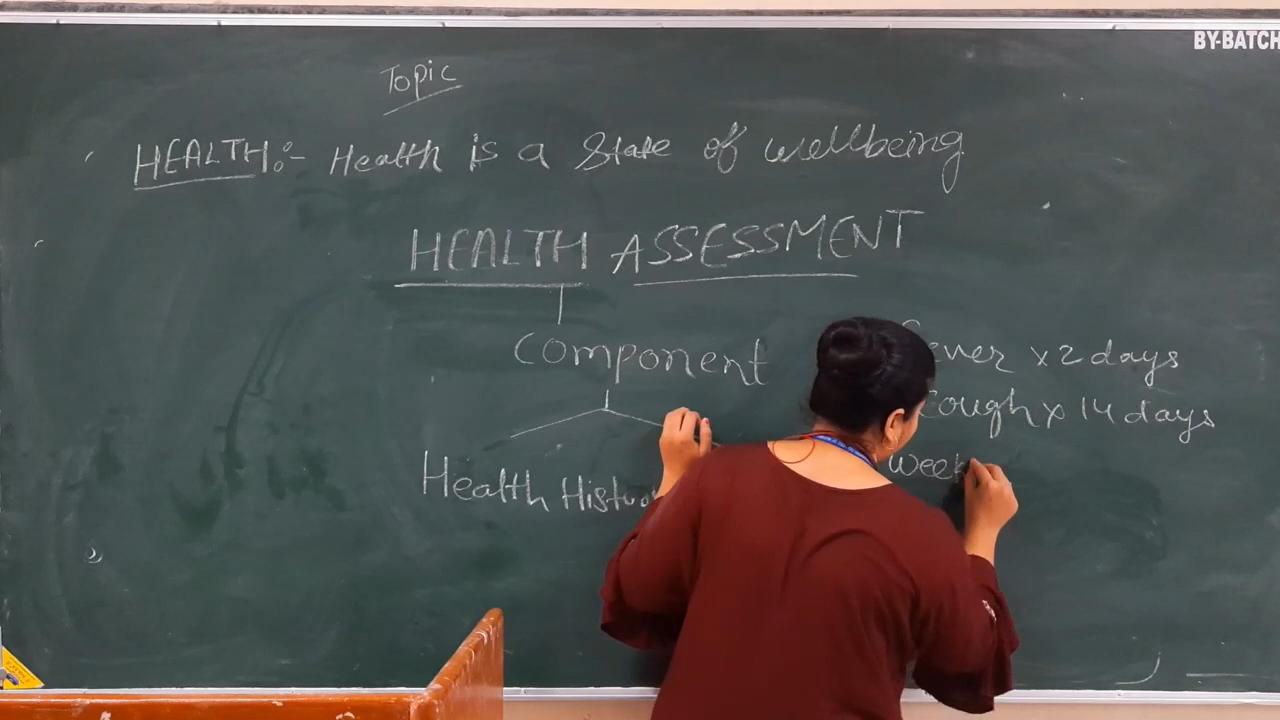 BY-BATCH
Topic
HEALTH:- Health is a State of wellbeing
HEALTH ASSESSMENT
Component
Fever x 2 days
Cough x 14 days
Health
Week